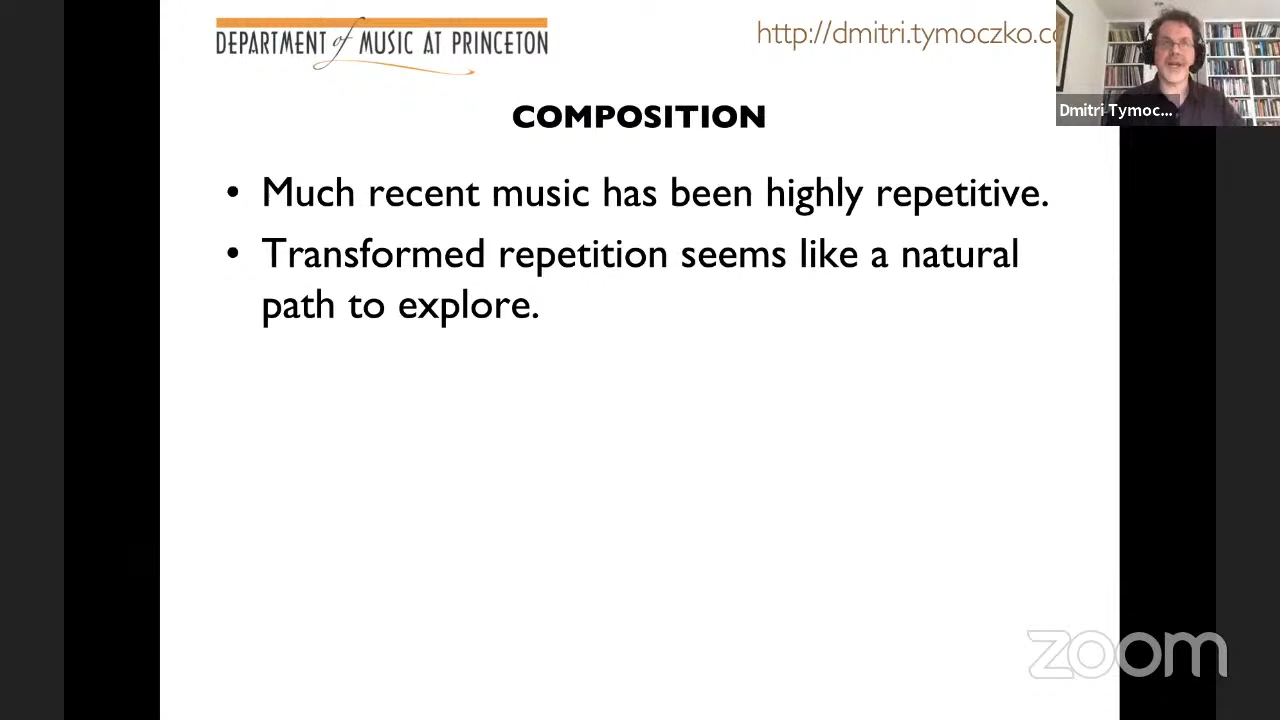 DEPARTMENT of MUSIC AT PRINCETON
http://dmitri.tymoczko.co
Dmitri Tymoc...
COMPOSITION
• Much recent music has been highly repetitive.
• Transformed repetition seems like a natural
path to explore.
zoom